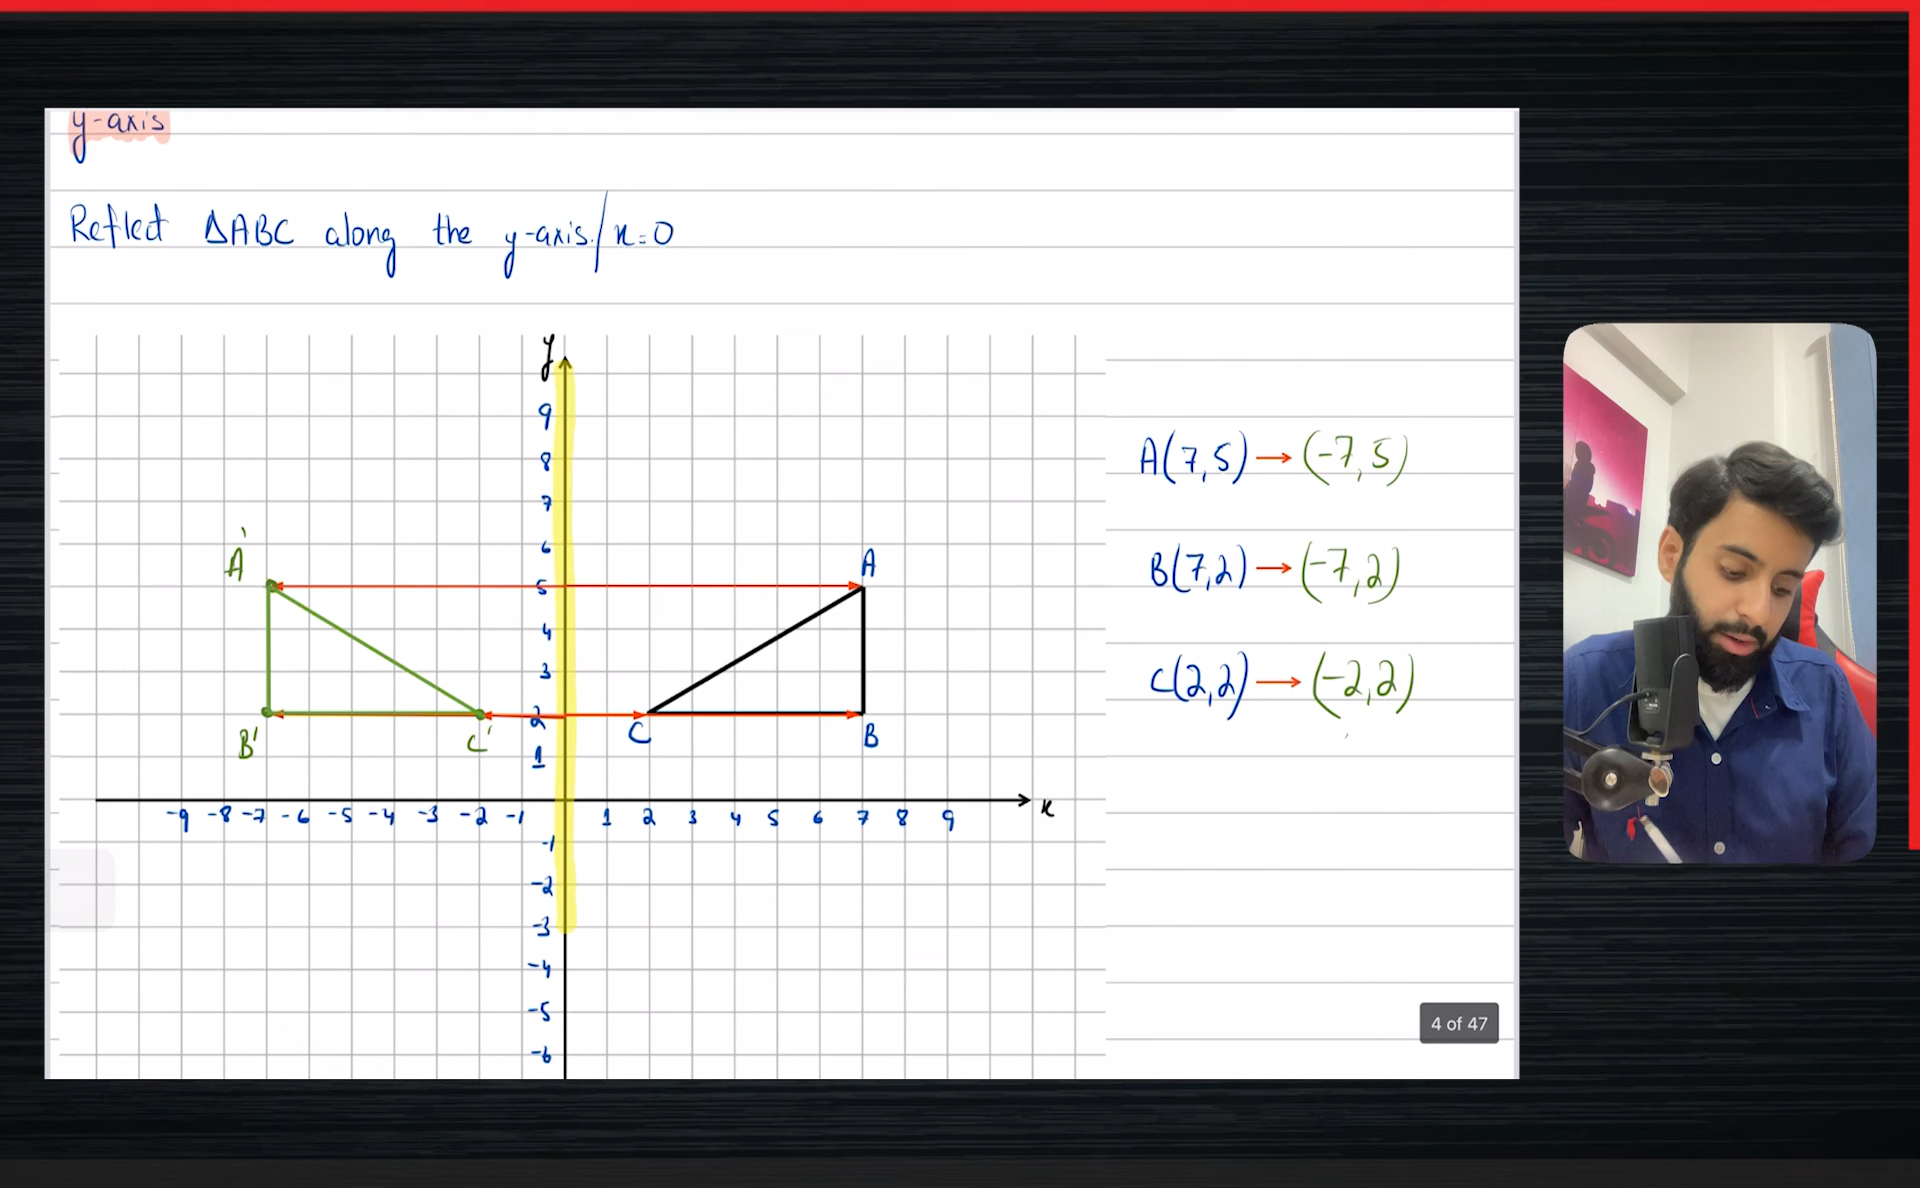 y-axis
Reflect ΔABC along the y-axis./x=0
y
9
8
7
6
5
4
3
2
1
A'
A
B'
C'
C
B
-9 -8 -7 -6 -5 -4 -3 -2 -1 1 2 3 4 5 6 7 8 9 x
-1
-2
-3
-4
-5
-6
A(7,5) → (-7,5)
B(7,2) → (-7,2)
C(2,2) → (-2,2)
4 of 47